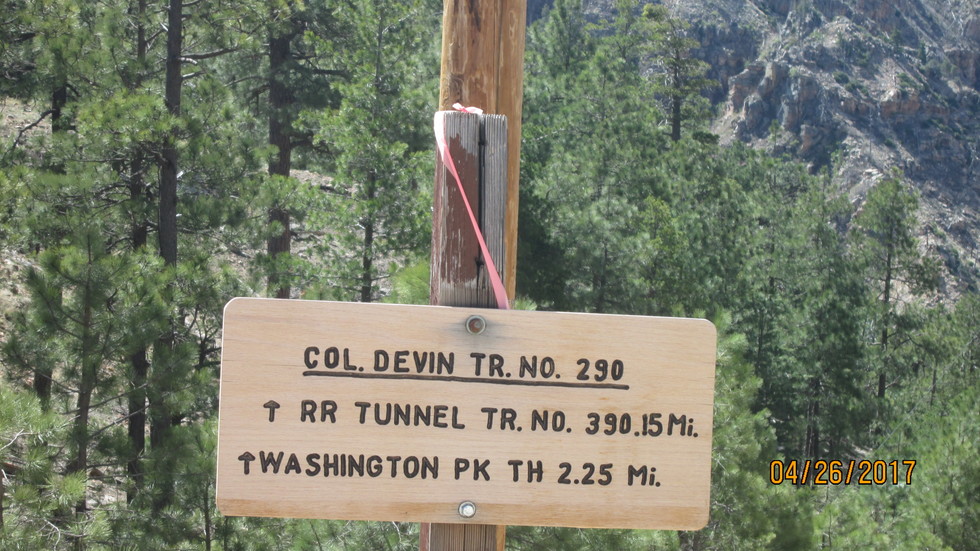 COL. DEVIN TR. NO. 290
↑ RR TUNNEL TR. NO. 390 .15 Mi.
↑ WASHINGTON PK TH 2.25 Mi.
04/26/2017